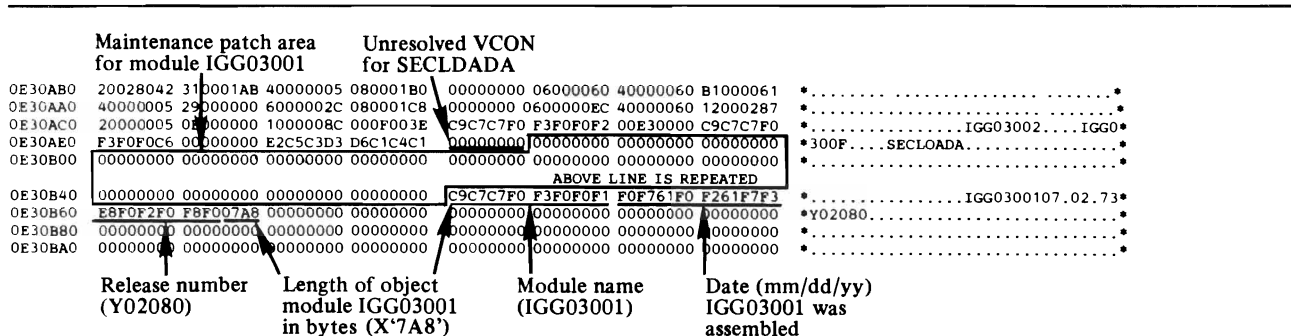 Maintenance patch area
for module IGG03001
Unresolved VCON
for SECLDADA
0E30AB0 20028042 310001AB 40000005 080001B0 00000000 06000060 40000060 B1000061 *................................*
0E30AA0 40000005 29000000 6000002C 080001C8 00000000 0600000EC 40000060 12000287 *................................*
0E30AC0 20000005 0E000000 1000008C 000F003E C9C7C7F0 F3F0F0F2 00E30000 C9C7C7F0 *................IGG03002....IGG0*
0E30AE0 F3F0F0C6 00000000 E2C5C3D3 D6C1C4C1 00000000 00000000 00000000 00000000 *300F....SECLOADA................*
0E30B00 00000000 00000000 00000000 00000000 00000000 00000000 00000000 00000000 *................................*
ABOVE LINE IS REPEATED
0E30B40 00000000 00000000 00000000 00000000 C9C7C7F0 F3F0F0F1 F0F761F0 F261F7F3 *................IGG0300107.02.73*
0E30B60 E8F0F2F0 F8F007A8 00000000 00000000 00000000 00000000 00000000 00000000 *Y02080..........................*
0E30B80 00000000 00000000 00000000 00000000 00000000 00000000 00000000 00000000 *................................*
0E30BA0 00000000 00000000 00000000 00000000 00000000 00000000 00000000 00000000 *................................*
Release number
(Y02080)
Length of object
module IGG03001
in bytes (X'7A8')
Module name
(IGG03001)
Date (mm/dd/yy)
IGG03001 was
assembled